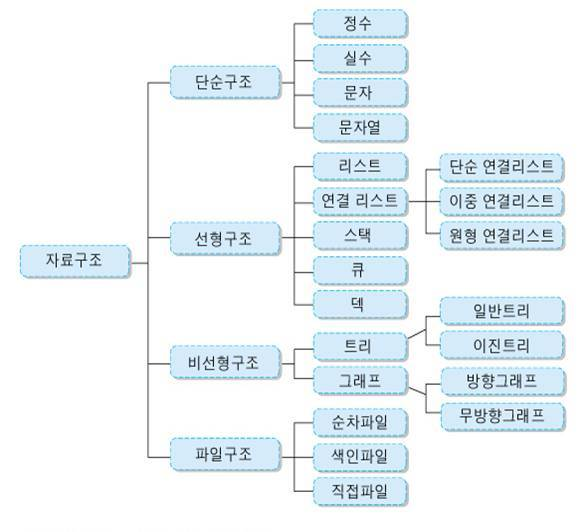 자료구조
단순구조
정수
실수
문자
문자열
선형구조
리스트
연결 리스트
단순 연결리스트
이중 연결리스트
원형 연결리스트
스택
큐
덱
비선형구조
트리
일반트리
이진트리
그래프
방향그래프
무방향그래프
파일구조
순차파일
색인파일
직접파일